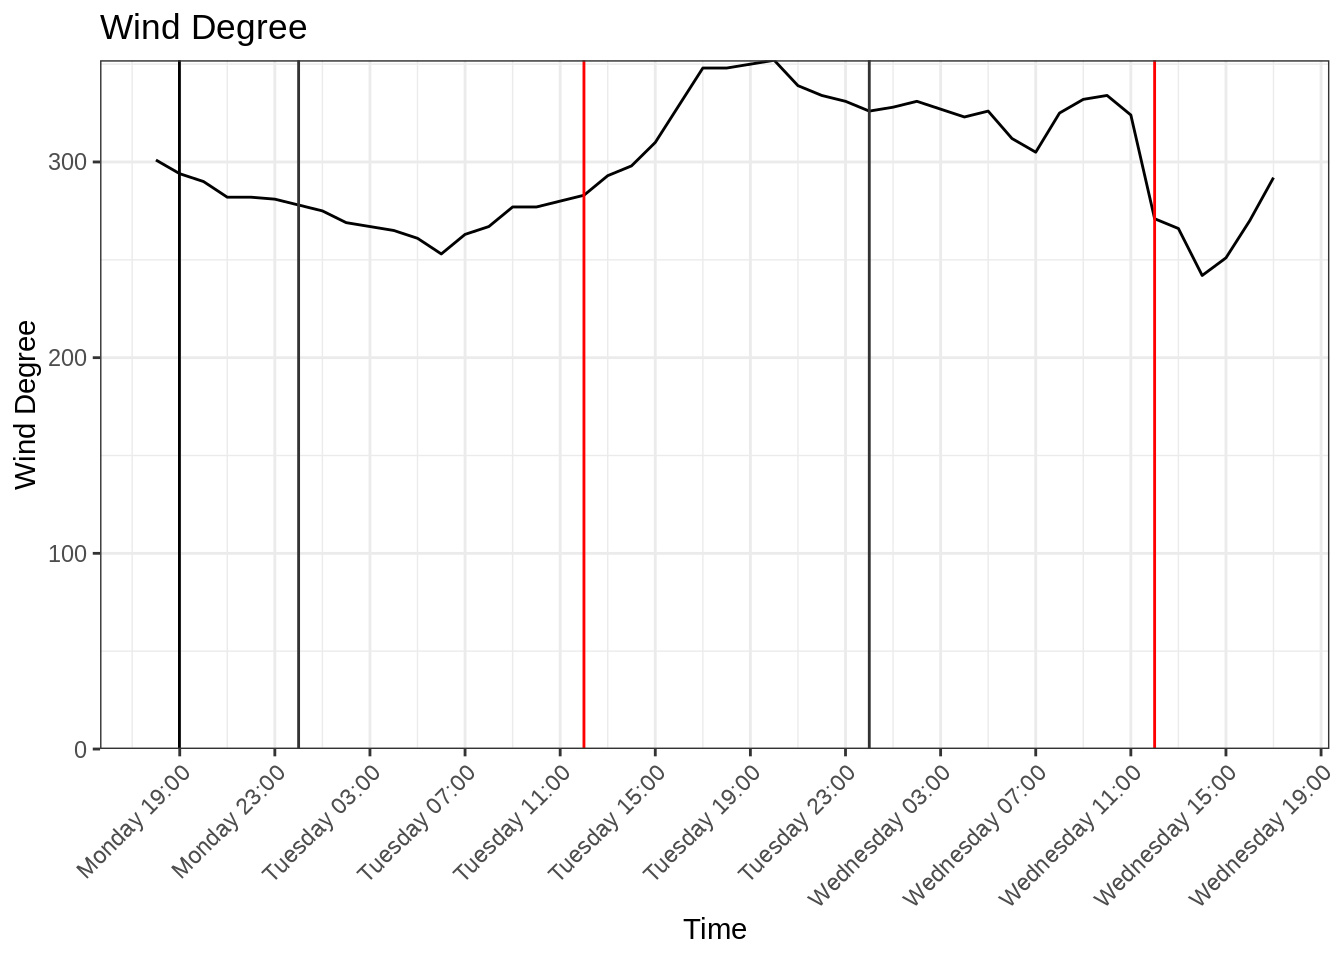 Wind Degree
Wind Degree
300
200
100
0
Monday 19:00
Monday 23:00
Tuesday 03:00
Tuesday 07:00
Tuesday 11:00
Tuesday 15:00
Tuesday 19:00
Tuesday 23:00
Wednesday 03:00
Wednesday 07:00
Wednesday 11:00
Wednesday 15:00
Wednesday 19:00
Time